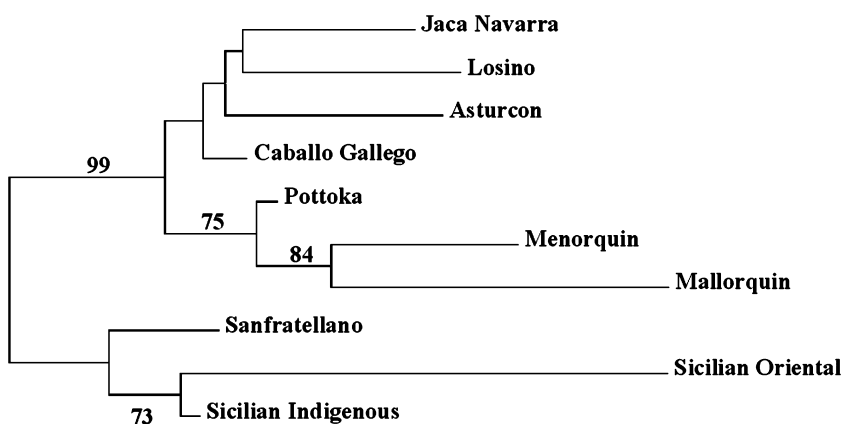 Jaca Navarra
Losino
Asturcon
Caballo Gallego
99
Pottoka
75
Menorquin
84
Mallorquin
Sanfratellano
Sicilian Oriental
Sicilian Indigenous
73